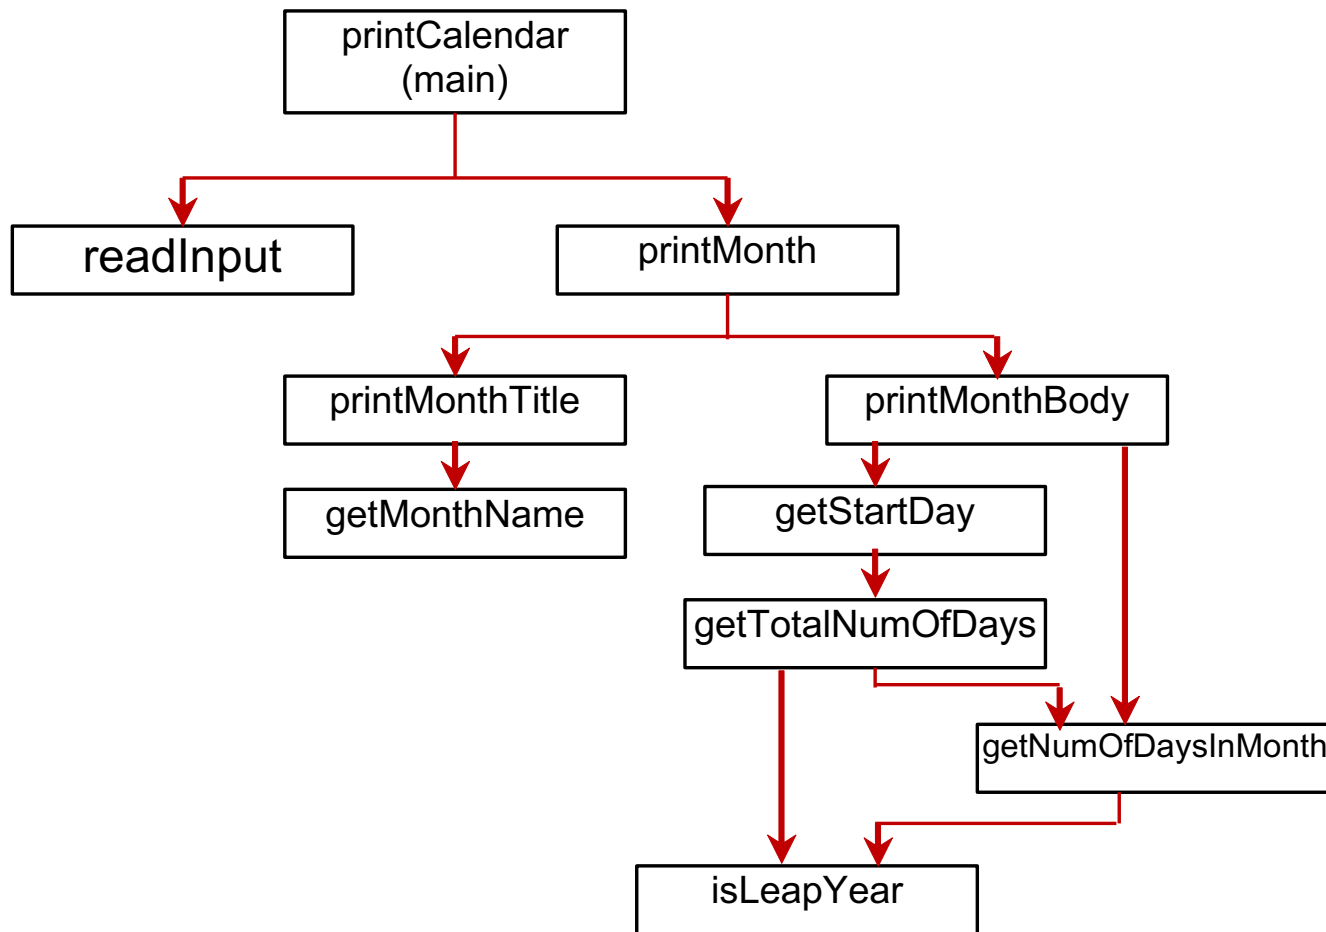 printCalendar
(main)
readInput
printMonth
printMonthTitle
printMonthBody
getMonthName
getStartDay
getTotalNumOfDays
getNumOfDaysInMonth
isLeapYear